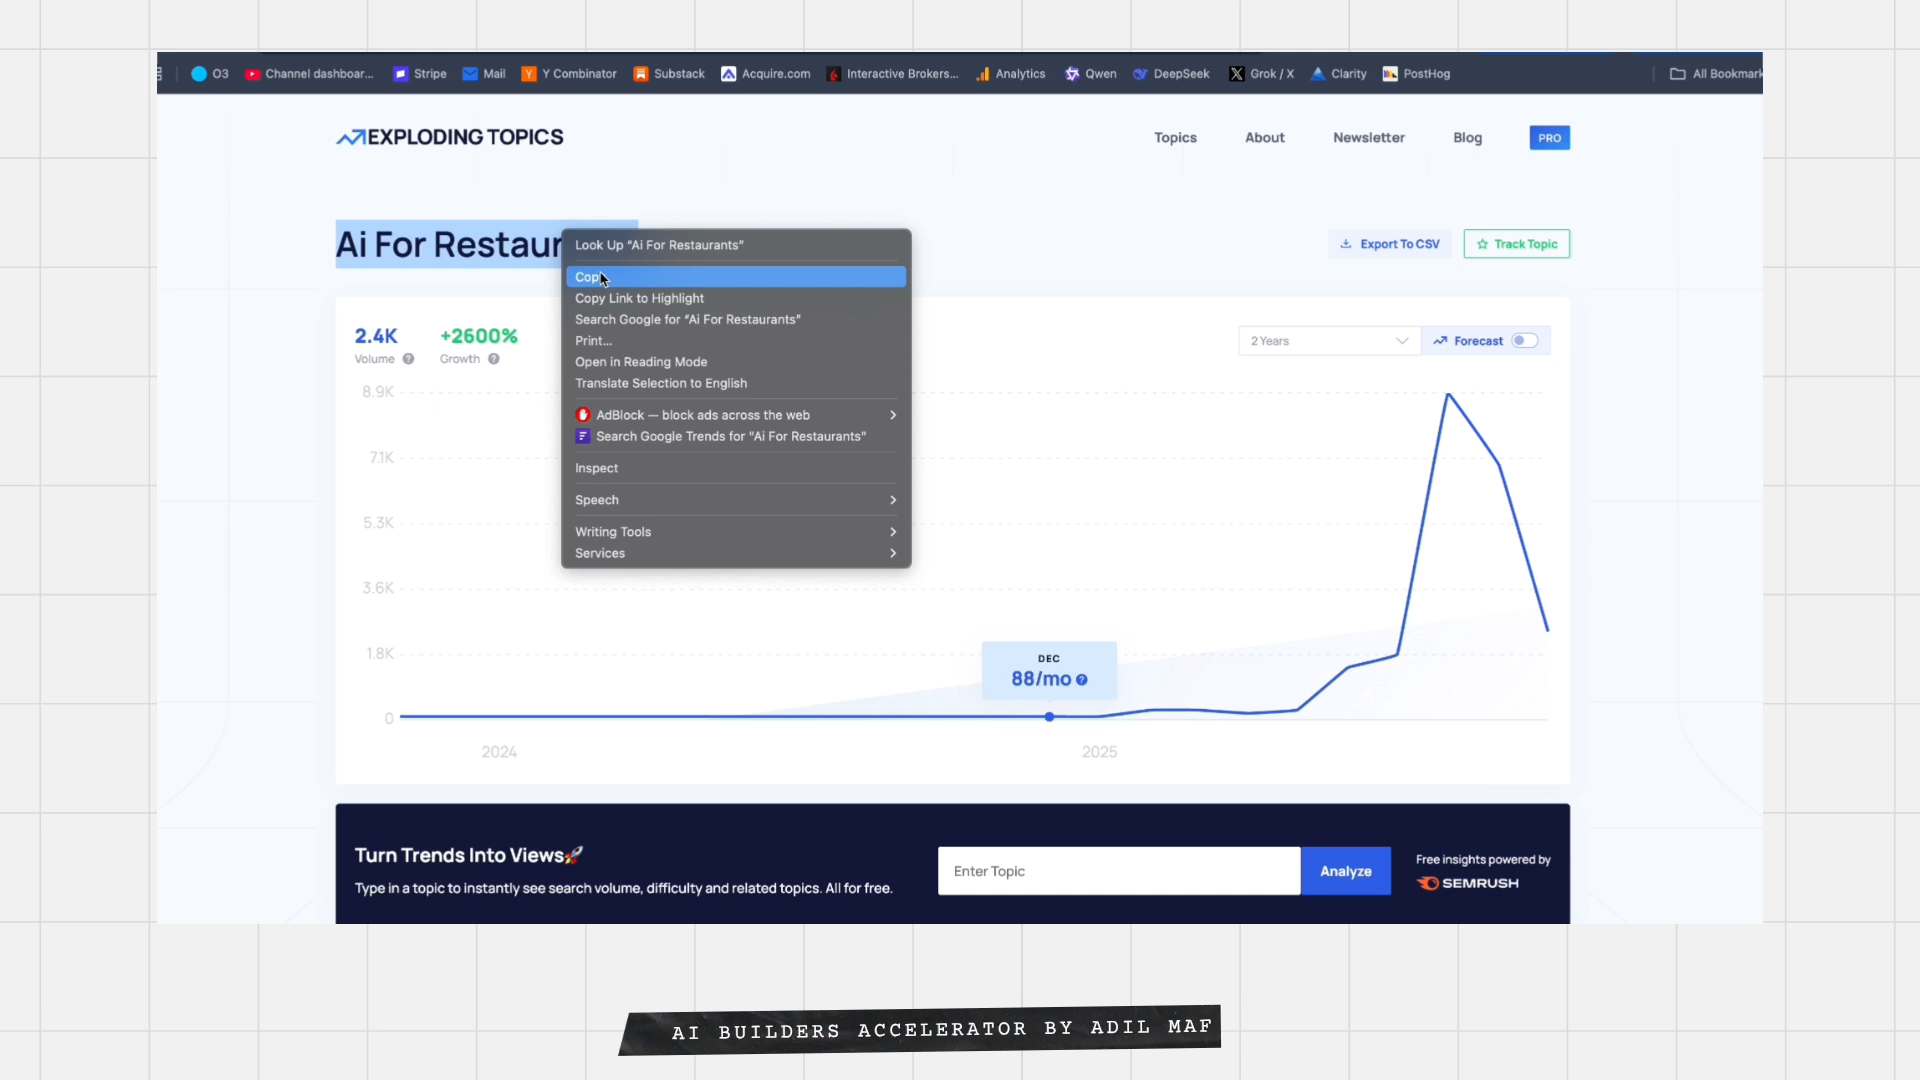 O3 Channel dashboar... Stripe Mail Y Combinator Substack Acquire.com Interactive Brokers... Analytics Qwen DeepSeek Grok / X Clarity PostHog All Bookmark
EXPLODING TOPICS
Topics About Newsletter Blog PRO
Ai For Restaur
Export To CSV Track Topic
Look Up “Ai For Restaurants”
Cop
Copy Link to Highlight
Search Google for “Ai For Restaurants”
Print...
Open in Reading Mode
Translate Selection to English
AdBlock — block ads across the web
Search Google Trends for "Ai For Restaurants"
Inspect
Speech
Writing Tools
Services
2.4K +2600%
Volume ? Growth ?
2 Years Forecast
8.9K
7.1K
5.3K
3.6K
1.8K
0
DEC
88/mo ?
2024 2025
Turn Trends Into Views🚀
Type in a topic to instantly see search volume, difficulty and related topics. All for free.
Enter Topic Analyze
Free insights powered by
SEMRUSH
AI BUILDERS ACCELERATOR BY ADIL MAF